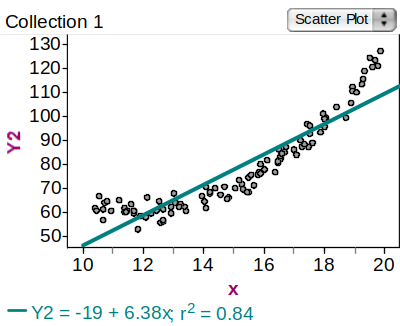 Collection 1
Scatter Plot
Y2
130
120
110
100
90
80
70
60
50
10 12 14 16 18 20
x
Y2 = -19 + 6.38x; r² = 0.84